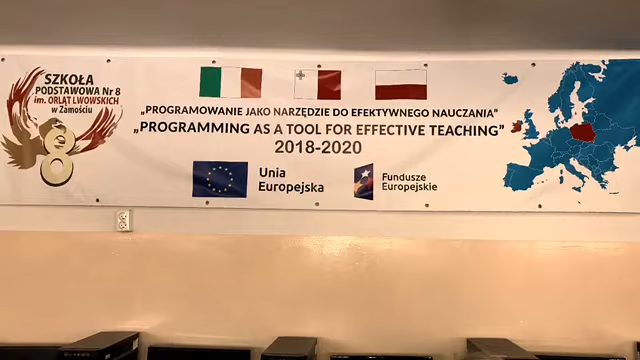 SZKOŁA
PODSTAWOWA Nr 8
im. ORLĄT LWOWSKICH
w Zamościu
8
„PROGRAMOWANIE JAKO NARZĘDZIE DO EFEKTYWNEGO NAUCZANIA"
„PROGRAMMING AS A TOOL FOR EFFECTIVE TEACHING"
2018-2020
Unia
Europejska
Fundusze
Europejskie